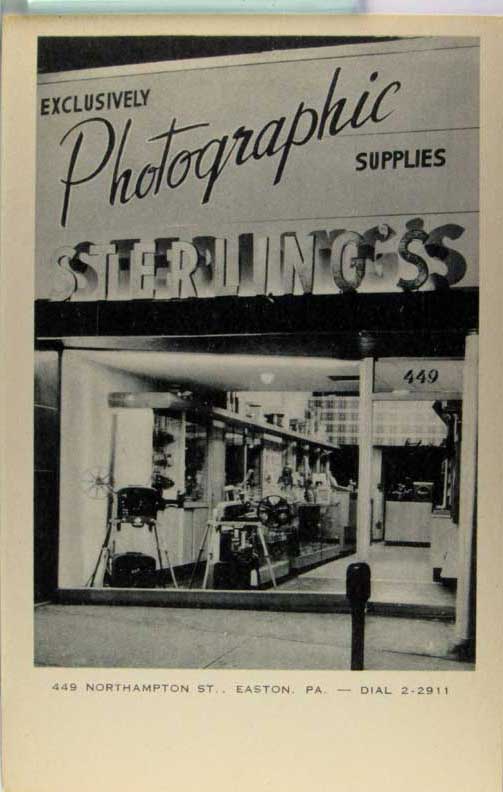 EXCLUSIVELY
Photographic
SUPPLIES
STERLING'S
449
449 NORTHAMPTON ST., EASTON, PA. — DIAL 2-2911